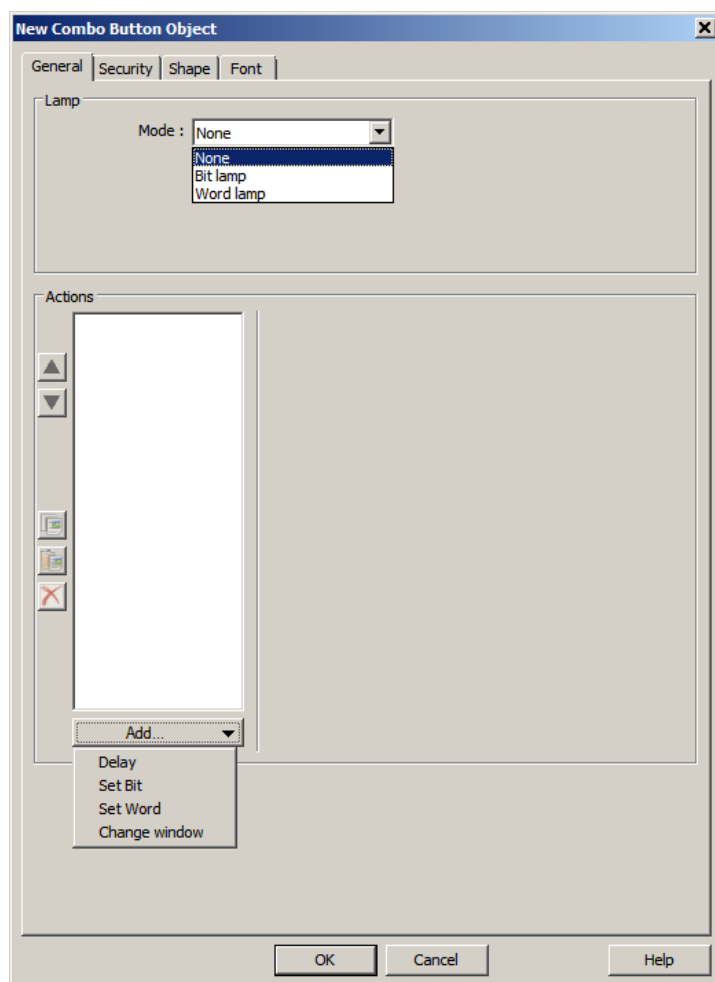 New Combo Button Object
General Security Shape Font
Lamp
Mode : None
None
Bit lamp
Word lamp
Actions
Add...
Delay
Set Bit
Set Word
Change window
OK Cancel Help